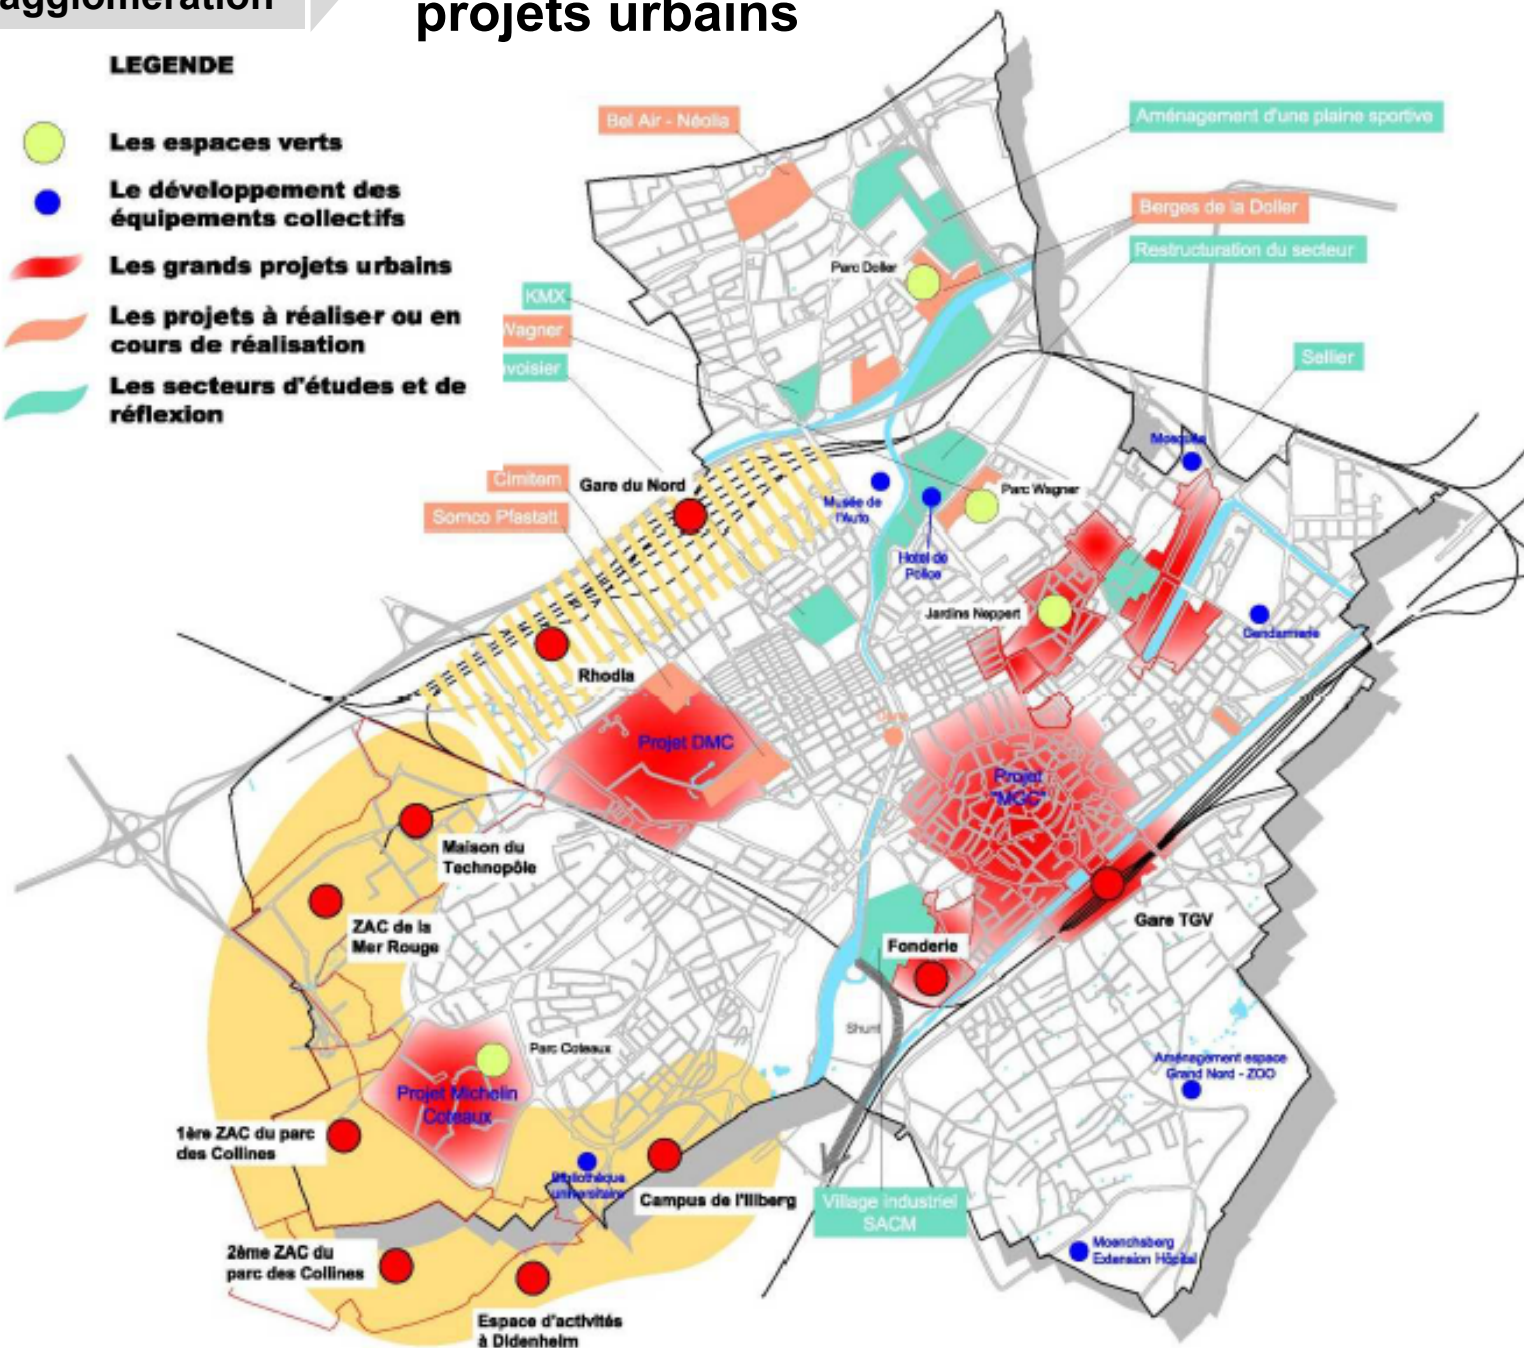 agglomération
projets urbains
LEGENDE
Les espaces verts
Le développement des
équipements collectifs
Les grands projets urbains
Les projets à réaliser ou en
cours de réalisation
Les secteurs d'études et de
réflexion
Bel Air - Néolia
Aménagement d'une plaine sportive
Berges de la Doller
Restructuration du secteur
Parc Doller
KMX
Wagner
voisier
Sellier
Mosquée
Cimitem
Gare du Nord
Somco Pfastatt
Musée de
l'Auto
Parc Wagner
Hotel de
Police
Jardins Neppert
Gendarmerie
Rhodia
Projet DMC
Projet
"MGC"
Maison du
Technopôle
ZAC de la
Mer Rouge
Gare TGV
Fonderie
Shunt
Parc Coteaux
Aménagement espace
Grand Nord - ZOO
Projet Michelin
Coteaux
1ère ZAC du parc
des Collines
Bibliothèque
universitaire
Campus de l'Illberg
Village industriel
SACM
2ème ZAC du
parc des Collines
Moenchsberg
Extension Hôpital
Espace d'activités
à Didenheim